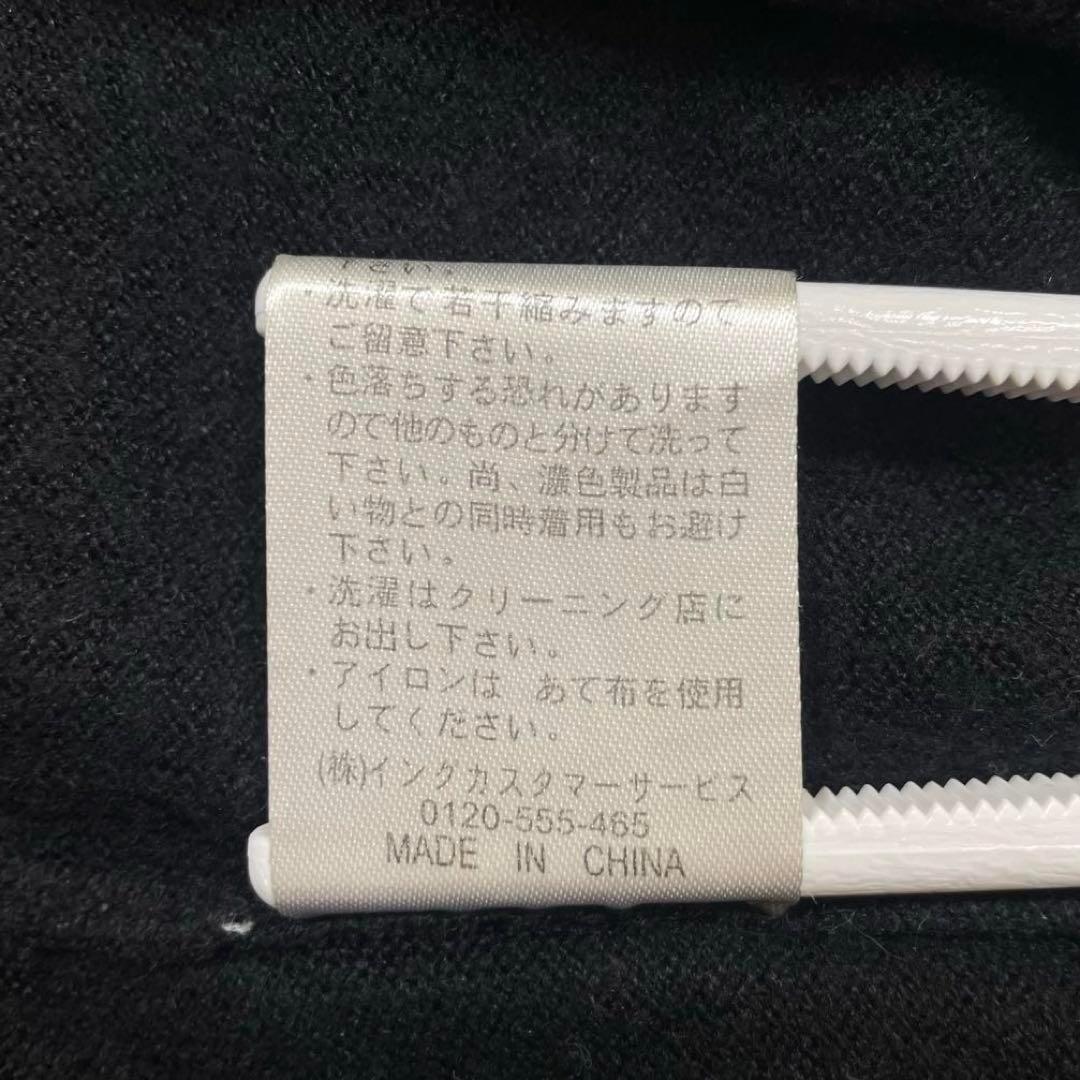 下さい。
・洗濯で若干縮みますので
ご留意下さい。
・色落ちする恐れがあります
ので他のものと分けて洗って
下さい。尚、濃色製品は白
い物との同時着用もお避け
下さい。
・洗濯はクリーニング店に
お出し下さい。
・アイロンは あて布を使用
してください。
(株)インクカスタマーサービス
0120-555-465
MADE IN CHINA